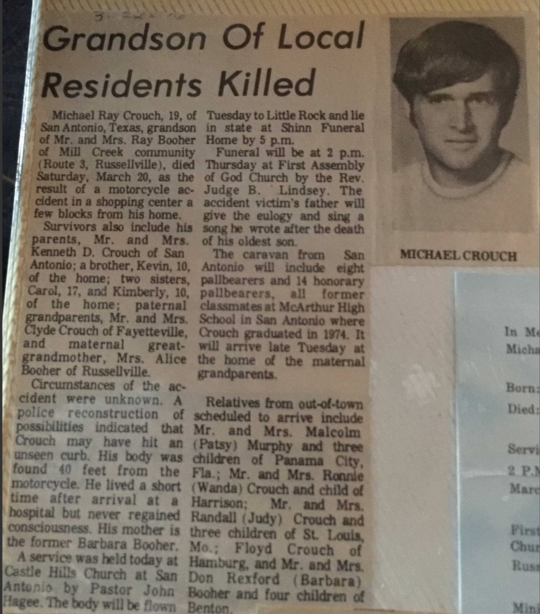 Grandson Of Local
Residents Killed
Michael Ray Crouch, 19, of
San Antonio, Texas, grandson
of Mr. and Mrs. Ray Booher
of Mill Creek community
(Route 3, Russellville), died
Saturday, March 20, as the
result of a motorcycle ac-
cident in a shopping center a
few blocks from his home.
Survivors also include his
parents, Mr. and Mrs.
Kenneth D. Crouch of San
Antonio; a brother, Kevin, 10,
of the home; two sisters,
Carol, 17, and Kimberly, 10,
of the home; paternal
grandparents, Mr. and Mrs.
Clyde Crouch of Fayetteville,
and maternal great-
grandmother, Mrs. Alice
Booher of Russellville.
Circumstances of the ac-
cident were unknown. A
police reconstruction of
possibilities indicated that
Crouch may have hit an
unseen curb. His body was
found 40 feet from the
motorcycle. He lived a short
time after arrival at a
hospital but never regained
consciousness. His mother is
the former Barbara Booher.
A service was held today at
Castle Hills Church at San
Antonio by Pastor John
Hagee. The body will be flown
Tuesday to Little Rock and lie
in state at Shinn Funeral
Home by 5 p.m.
Funeral will be at 2 p.m.
Thursday at First Assembly
of God Church by the Rev.
Judge B. Lindsey. The
accident victim's father will
give the eulogy and sing a
song he wrote after the death
of his oldest son.
The caravan from San
Antonio will include eight
pallbearers and 14 honorary
pallbearers, all former
classmates at McArthur High
School in San Antonio where
Crouch graduated in 1974. It
will arrive late Tuesday at
the home of the maternal
grandparents.
Relatives from out-of-town
scheduled to arrive include
Mr. and Mrs. Malcolm
(Patsy) Murphy and three
children of Panama City,
Fla.; Mr. and Mrs. Ronnie
(Wanda) Crouch and child of
Harrison; Mr. and Mrs.
Randall (Judy) Crouch and
three children of St. Louis,
Mo.; Floyd Crouch of
Hamburg, and Mr. and Mrs.
Don Rexford (Barbara)
Booher and four children of
Benton.
MICHAEL CROUCH
In Me
Micha
Born:
Died:
Servi
2 P.M
Marc
First
Chur
Russ
Mini